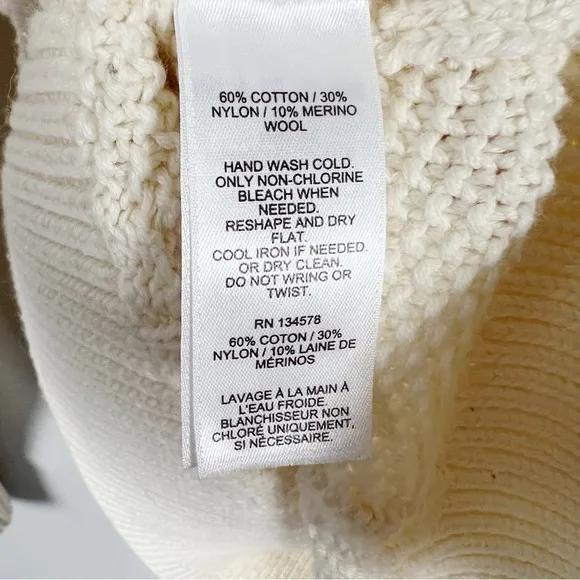 60% COTTON / 30%
NYLON / 10% MERINO
WOOL
HAND WASH COLD.
ONLY NON-CHLORINE
BLEACH WHEN
NEEDED.
RESHAPE AND DRY
FLAT.
COOL IRON IF NEEDED.
OR DRY CLEAN.
DO NOT WRING OR
TWIST.
RN 134578
60% COTON / 30%
NYLON / 10% LAINE DE
MÉRINOS
LAVAGE À LA MAIN À
L'EAU FROIDE.
BLANCHISSEUR NON
CHLORÉ UNIQUEMENT,
SI NÉCESSAIRE.